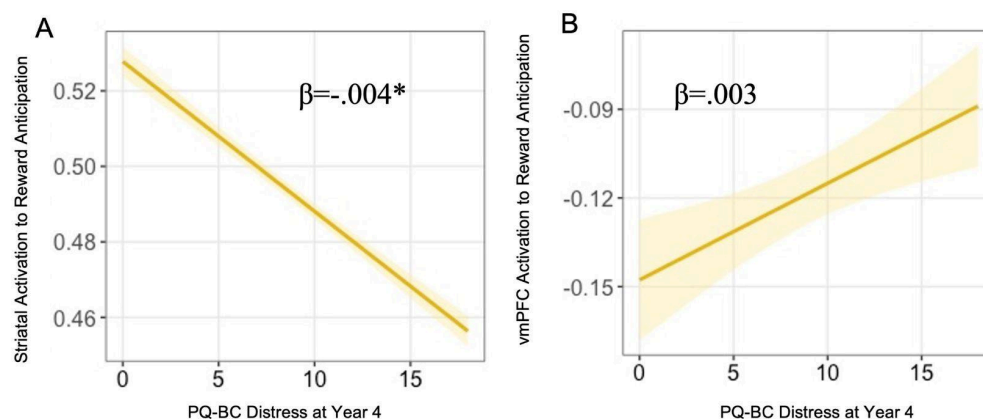 A
Striatal Activation to Reward Anticipation
0.52
0.50
0.48
0.46
β=-.004*
0
5
10
15
PQ-BC Distress at Year 4
B
vmPFC Activation to Reward Anticipation
-0.09
-0.12
-0.15
β=.003
0
5
10
15
PQ-BC Distress at Year 4